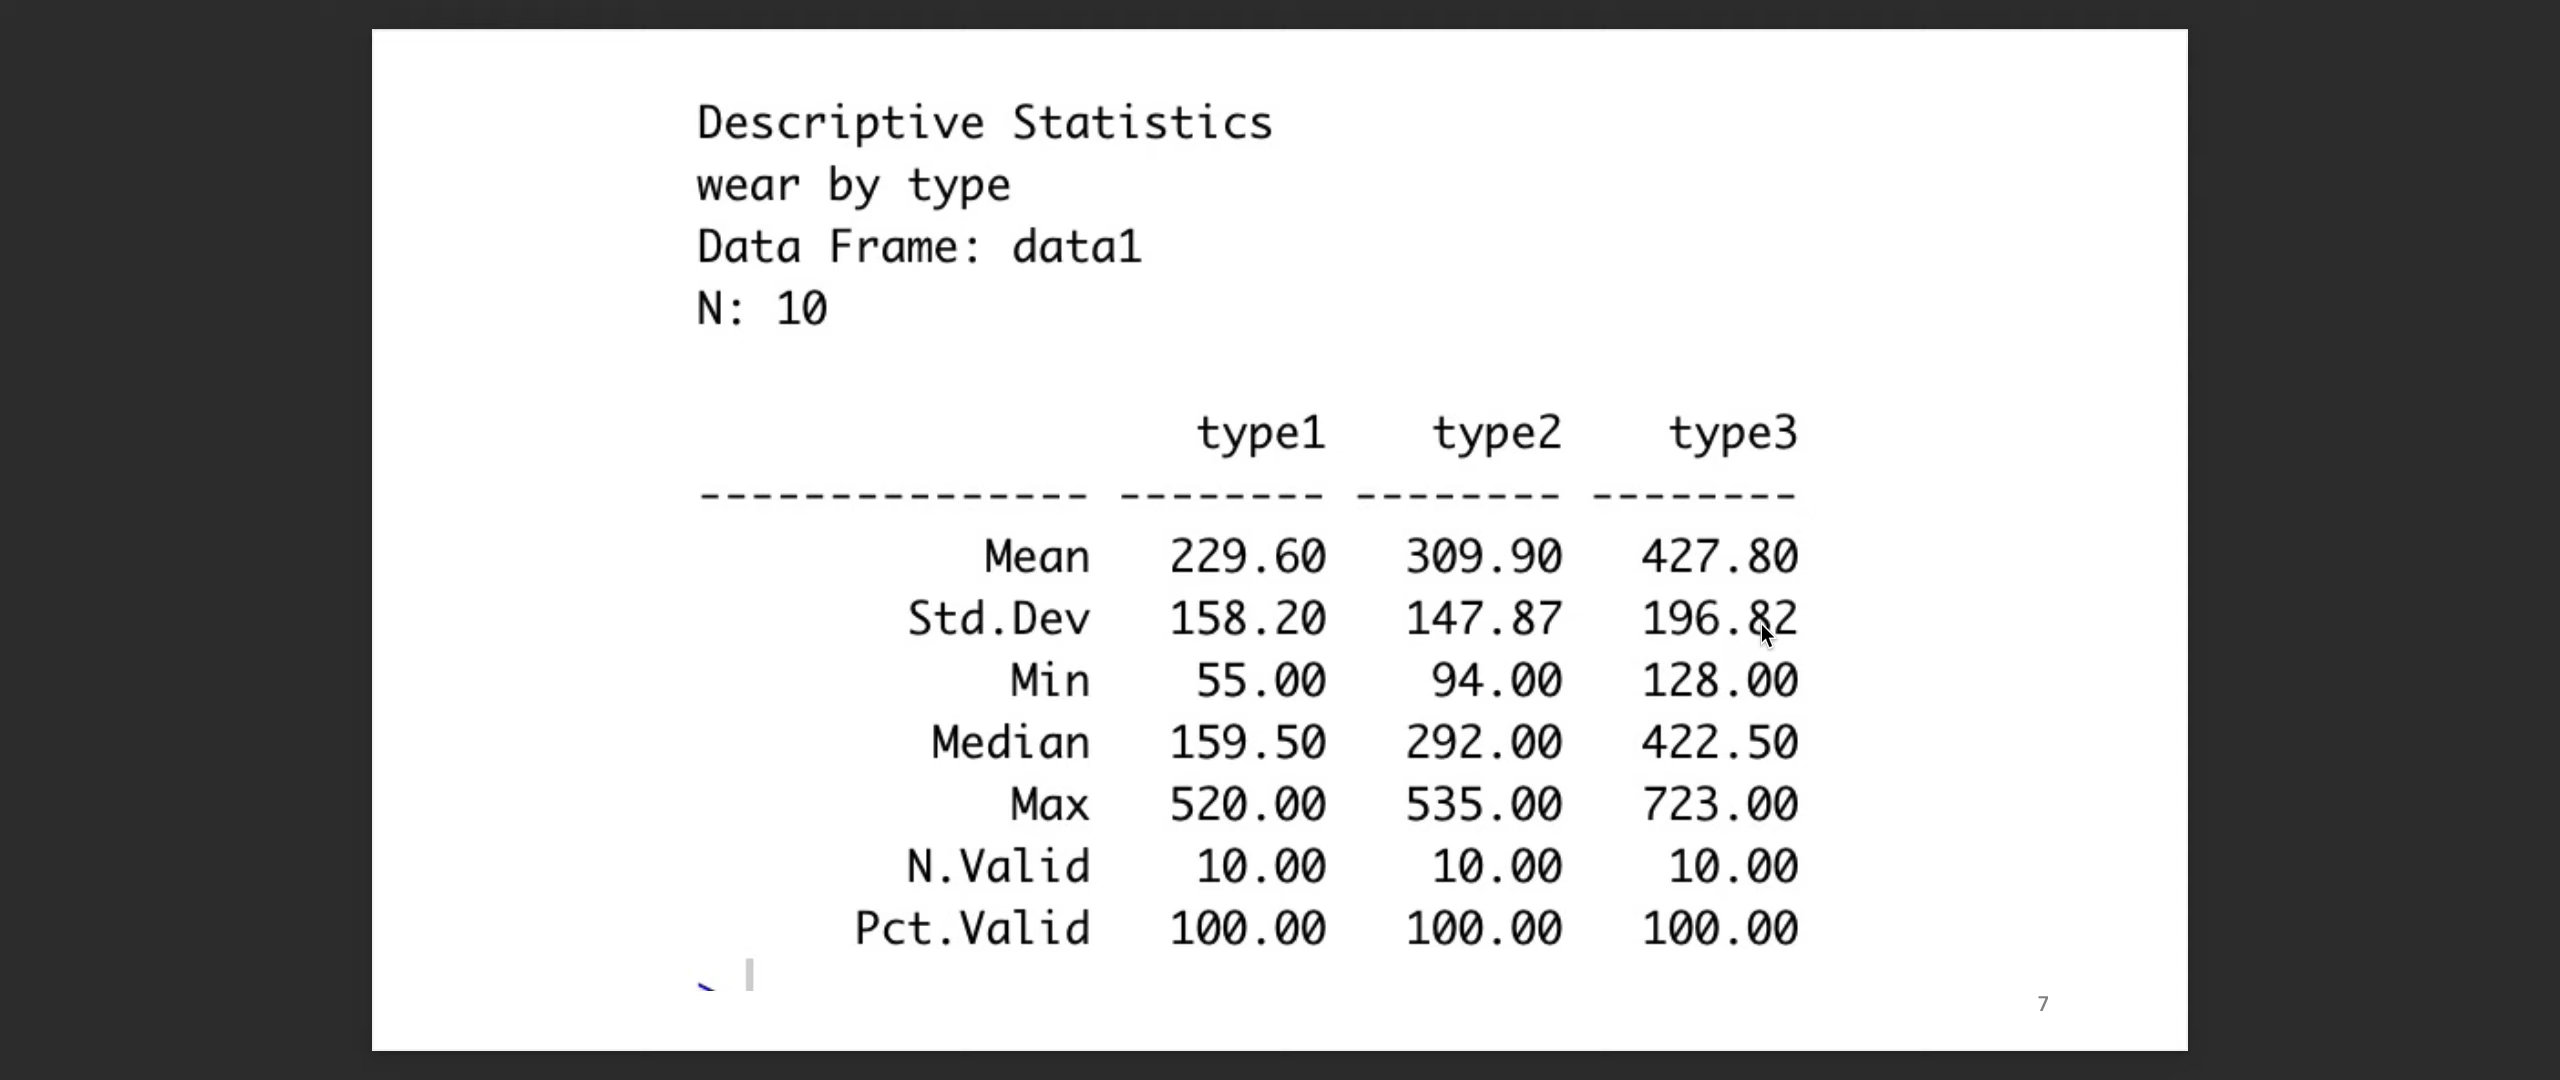 Descriptive Statistics
wear by type
Data Frame: data1
N: 10
type1 type2 type3
--------------- -------- -------- --------
Mean 229.60 309.90 427.80
Std.Dev 158.20 147.87 196.82
Min 55.00 94.00 128.00
Median 159.50 292.00 422.50
Max 520.00 535.00 723.00
N.Valid 10.00 10.00 10.00
Pct.Valid 100.00 100.00 100.00
>
7